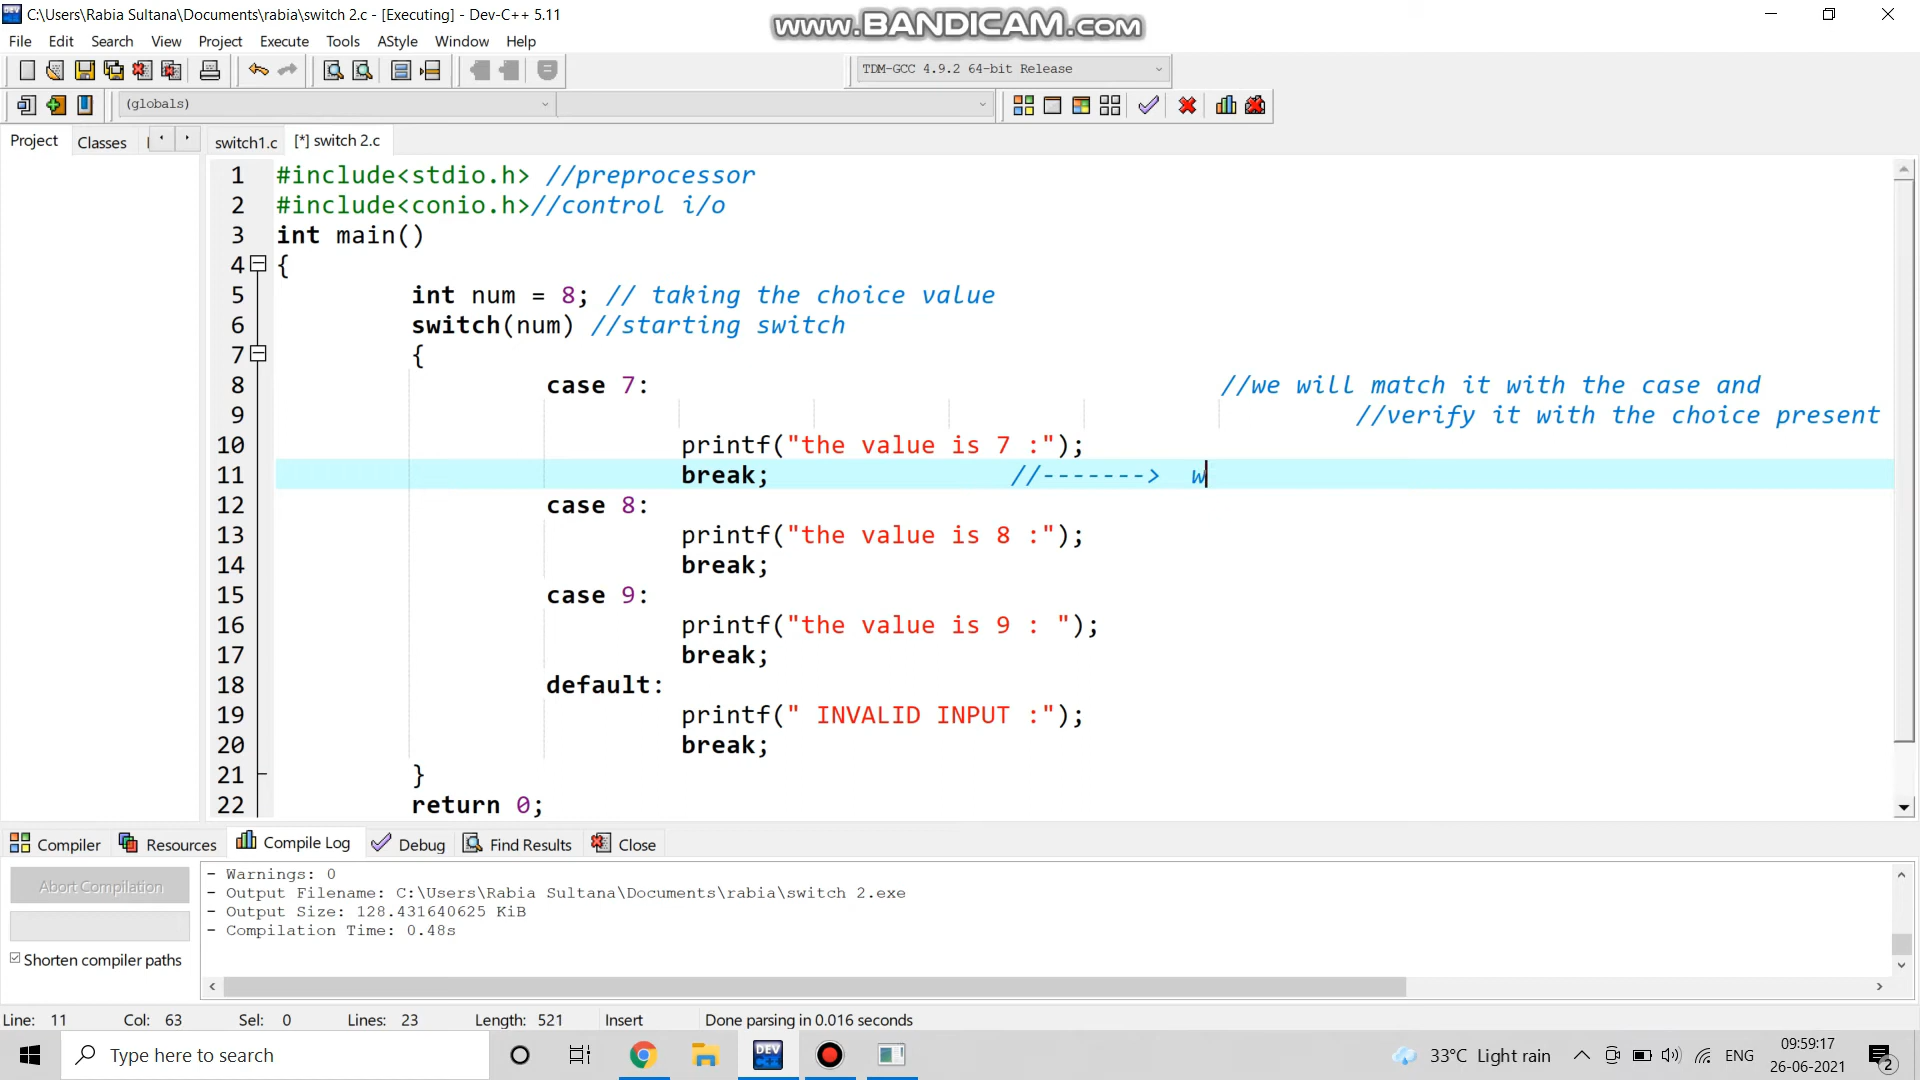 C:\Users\Rabia Sultana\Documents\rabia\switch 2.c - [Executing] - Dev-C++ 5.11
www.BANDICAM.com
File Edit Search View Project Execute Tools AStyle Window Help
TDM-GCC 4.9.2 64-bit Release
(globals)
Project Classes switch1.c [*] switch 2.c
1 #include<stdio.h> //preprocessor
2 #include<conio.h>//control i/o
3 int main()
4 {
5 int num = 8; // taking the choice value
6 switch(num) //starting switch
7 {
8 case 7: //we will match it with the case and
9 //verify it with the choice present
10 printf("the value is 7 :");
11 break; //-------> w
12 case 8:
13 printf("the value is 8 :");
14 break;
15 case 9:
16 printf("the value is 9 : ");
17 break;
18 default:
19 printf(" INVALID INPUT :");
20 break;
21 }
22 return 0;
Compiler Resources Compile Log Debug Find Results Close
Abort Compilation
Shorten compiler paths
- Warnings: 0
- Output Filename: C:\Users\Rabia Sultana\Documents\rabia\switch 2.exe
- Output Size: 128.431640625 KiB
- Compilation Time: 0.48s
Line: 11 Col: 63 Sel: 0 Lines: 23 Length: 521 Insert Done parsing in 0.016 seconds
Type here to search
DEV C++
33°C Light rain
ENG
09:59:17
26-06-2021
2